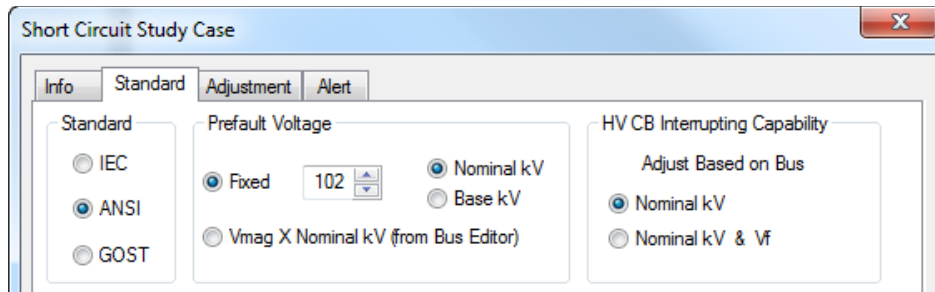 Short Circuit Study Case
x
Info Standard Adjustment Alert
Standard
IEC
ANSI
GOST
Prefault Voltage
Fixed 102 Nominal kV
Base kV
Vmag X Nominal kV (from Bus Editor)
HV CB Interrupting Capability
Adjust Based on Bus
Nominal kV
Nominal kV & Vf